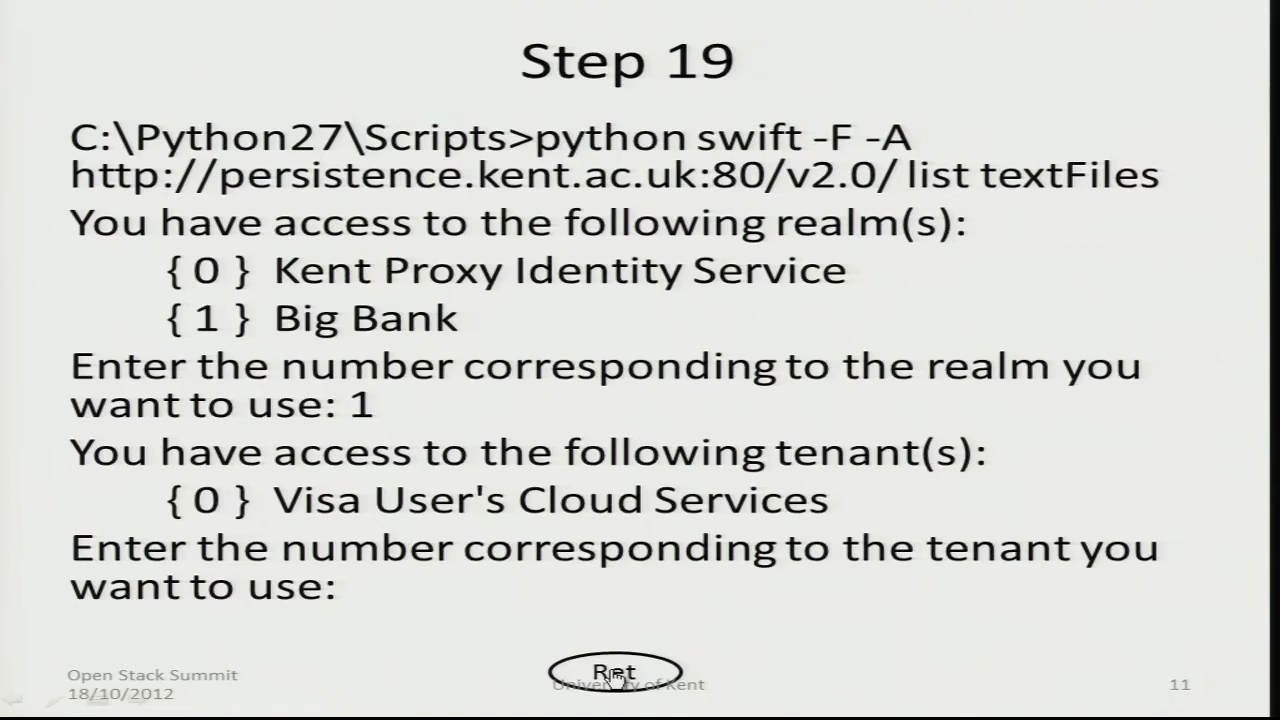 Step 19
C:\Python27\Scripts>python swift -F -A
http://persistence.kent.ac.uk:80/v2.0/ list textFiles
You have access to the following realm(s):
{ 0 } Kent Proxy Identity Service
{ 1 } Big Bank
Enter the number corresponding to the realm you
want to use: 1
You have access to the following tenant(s):
{ 0 } Visa User's Cloud Services
Enter the number corresponding to the tenant you
want to use:
Ret
Open Stack Summit
18/10/2012
University of Kent
11